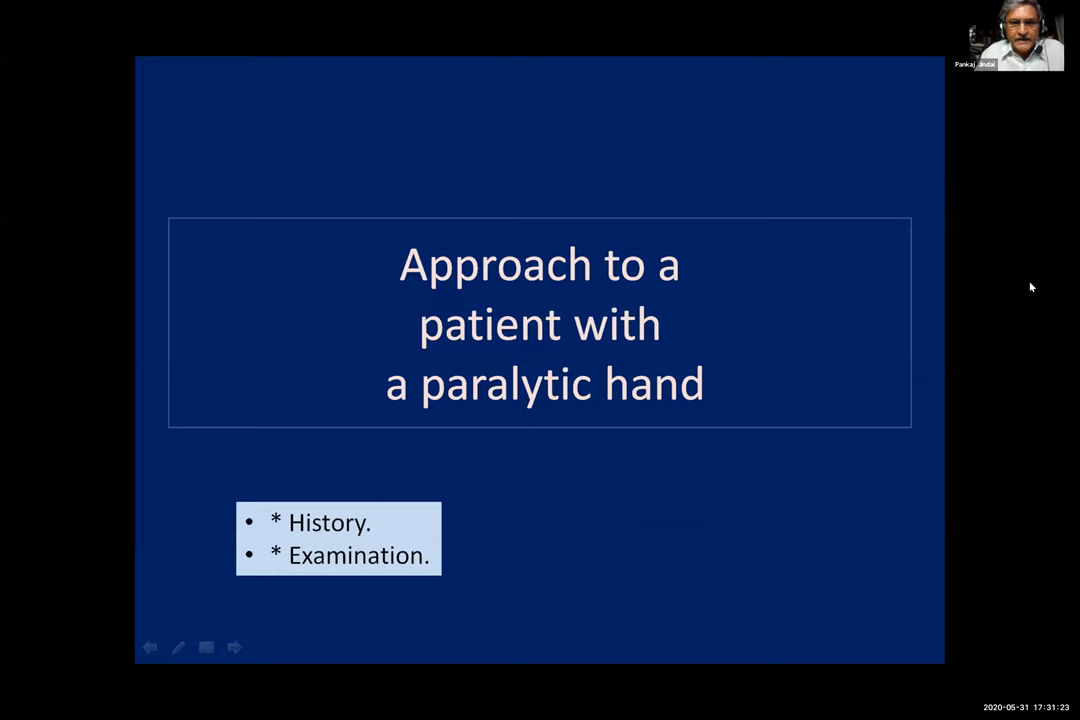 Pankaj Jindal
Approach to a
patient with
a paralytic hand
• * History.
• * Examination.
2020-05-31 17:31:23